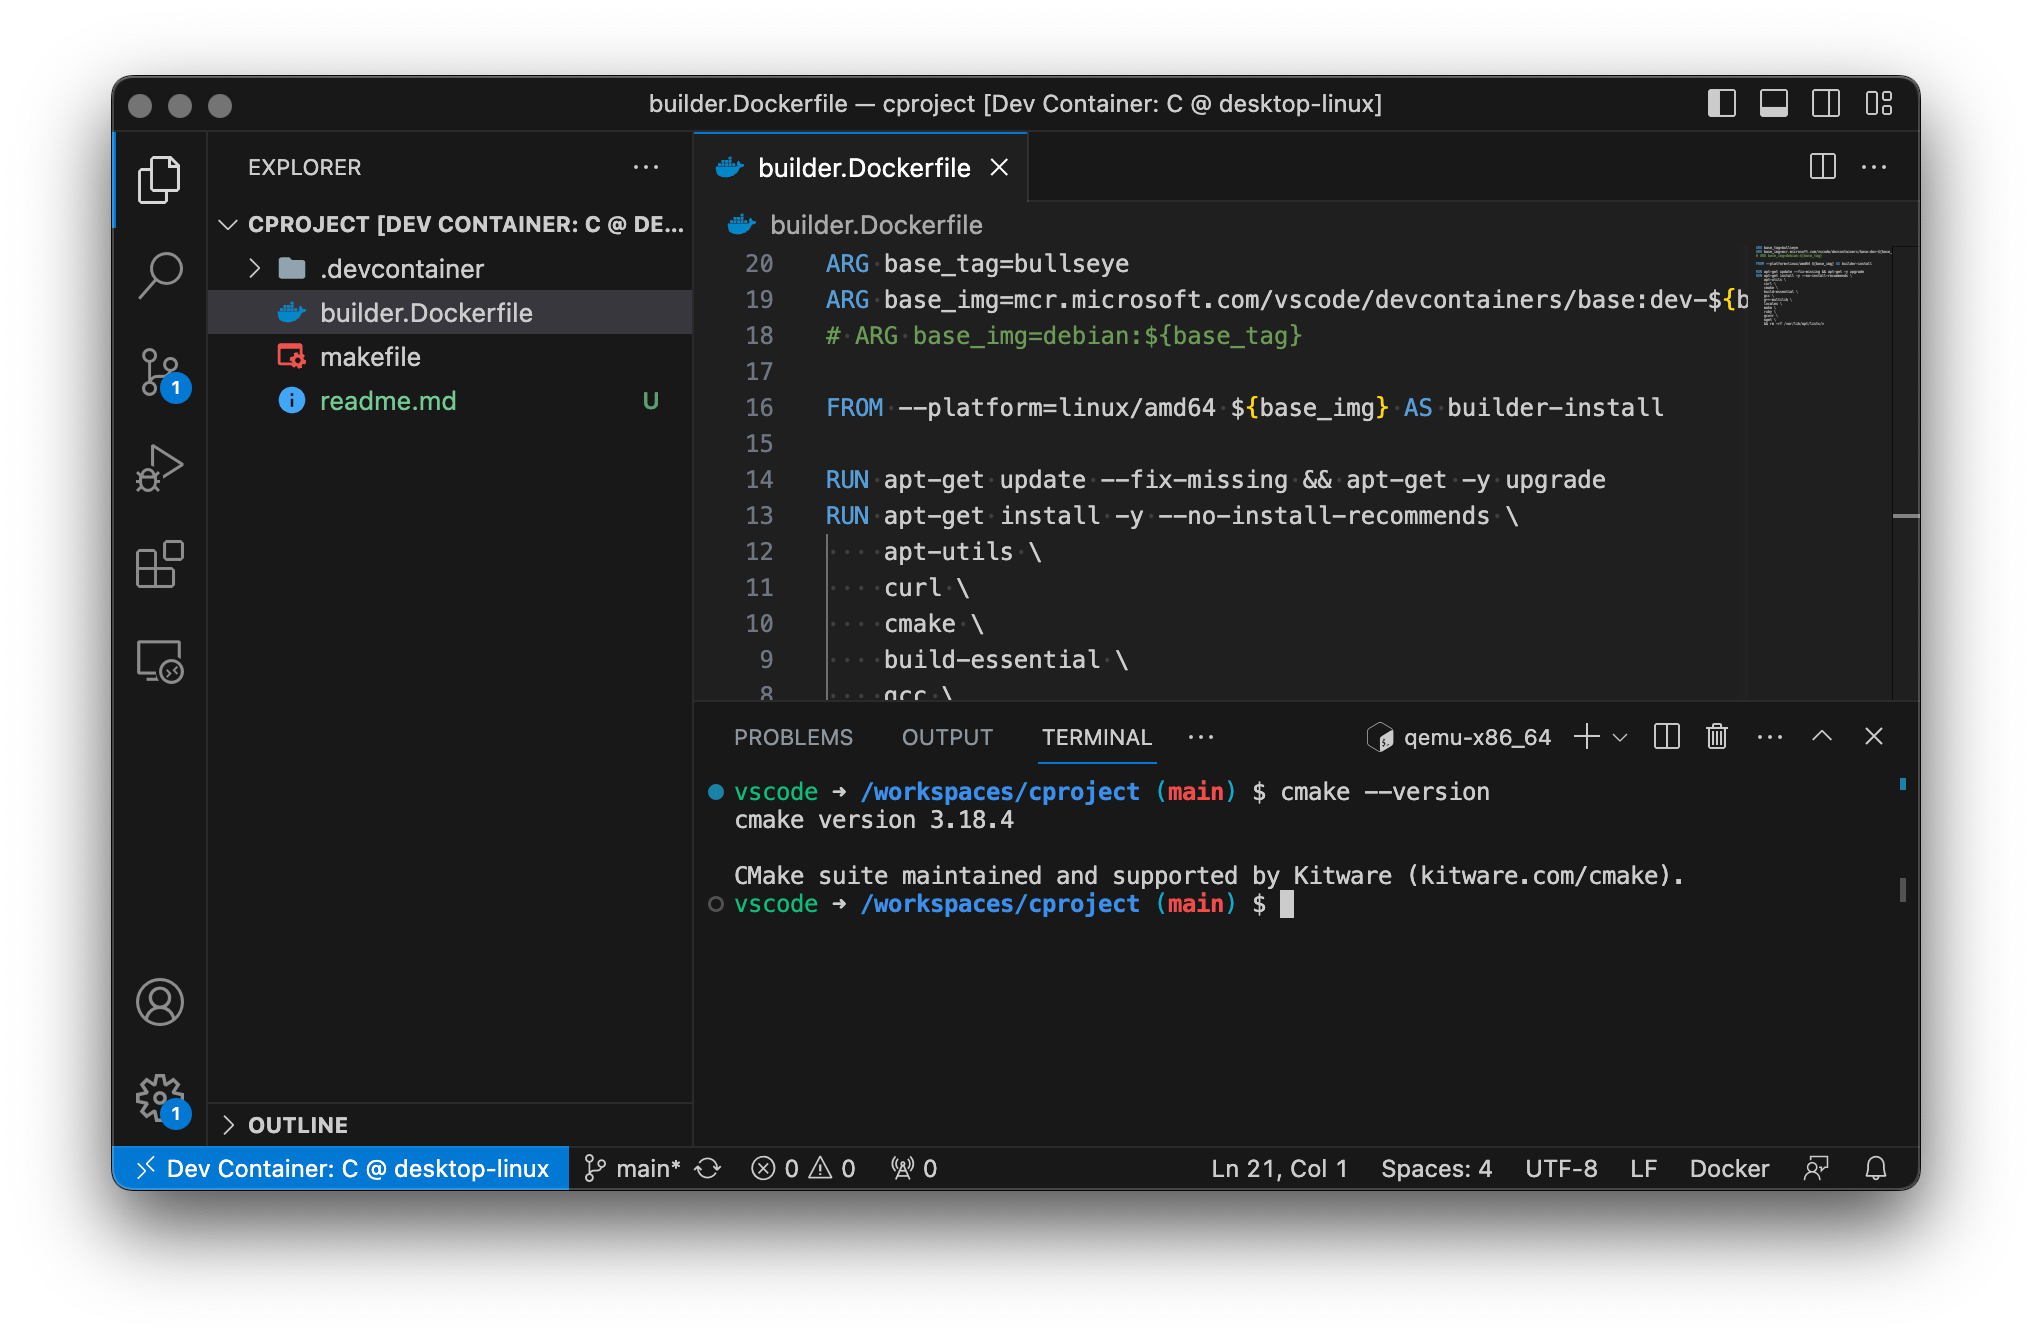 builder.Dockerfile — cproject [Dev Container: C @ desktop-linux]
EXPLORER
CPROJECT [DEV CONTAINER: C @ DE...
.devcontainer
builder.Dockerfile
makefile
readme.md U
1
1
OUTLINE
builder.Dockerfile
builder.Dockerfile
20 ARG base_tag=bullseye
19 ARG base_img=mcr.microsoft.com/vscode/devcontainers/base:dev-${b
18 # ARG base_img=debian:${base_tag}
17
16 FROM --platform=linux/amd64 ${base_img} AS builder-install
15
14 RUN apt-get update --fix-missing && apt-get -y upgrade
13 RUN apt-get install -y --no-install-recommends \
12 apt-utils \
11 curl \
10 cmake \
9 build-essential \
8 gcc \
PROBLEMS OUTPUT TERMINAL qemu-x86_64
vscode ➜ /workspaces/cproject (main) $ cmake --version
cmake version 3.18.4
CMake suite maintained and supported by Kitware (kitware.com/cmake).
vscode ➜ /workspaces/cproject (main) $
Dev Container: C @ desktop-linux main* 0 0 0 Ln 21, Col 1 Spaces: 4 UTF-8 LF Docker